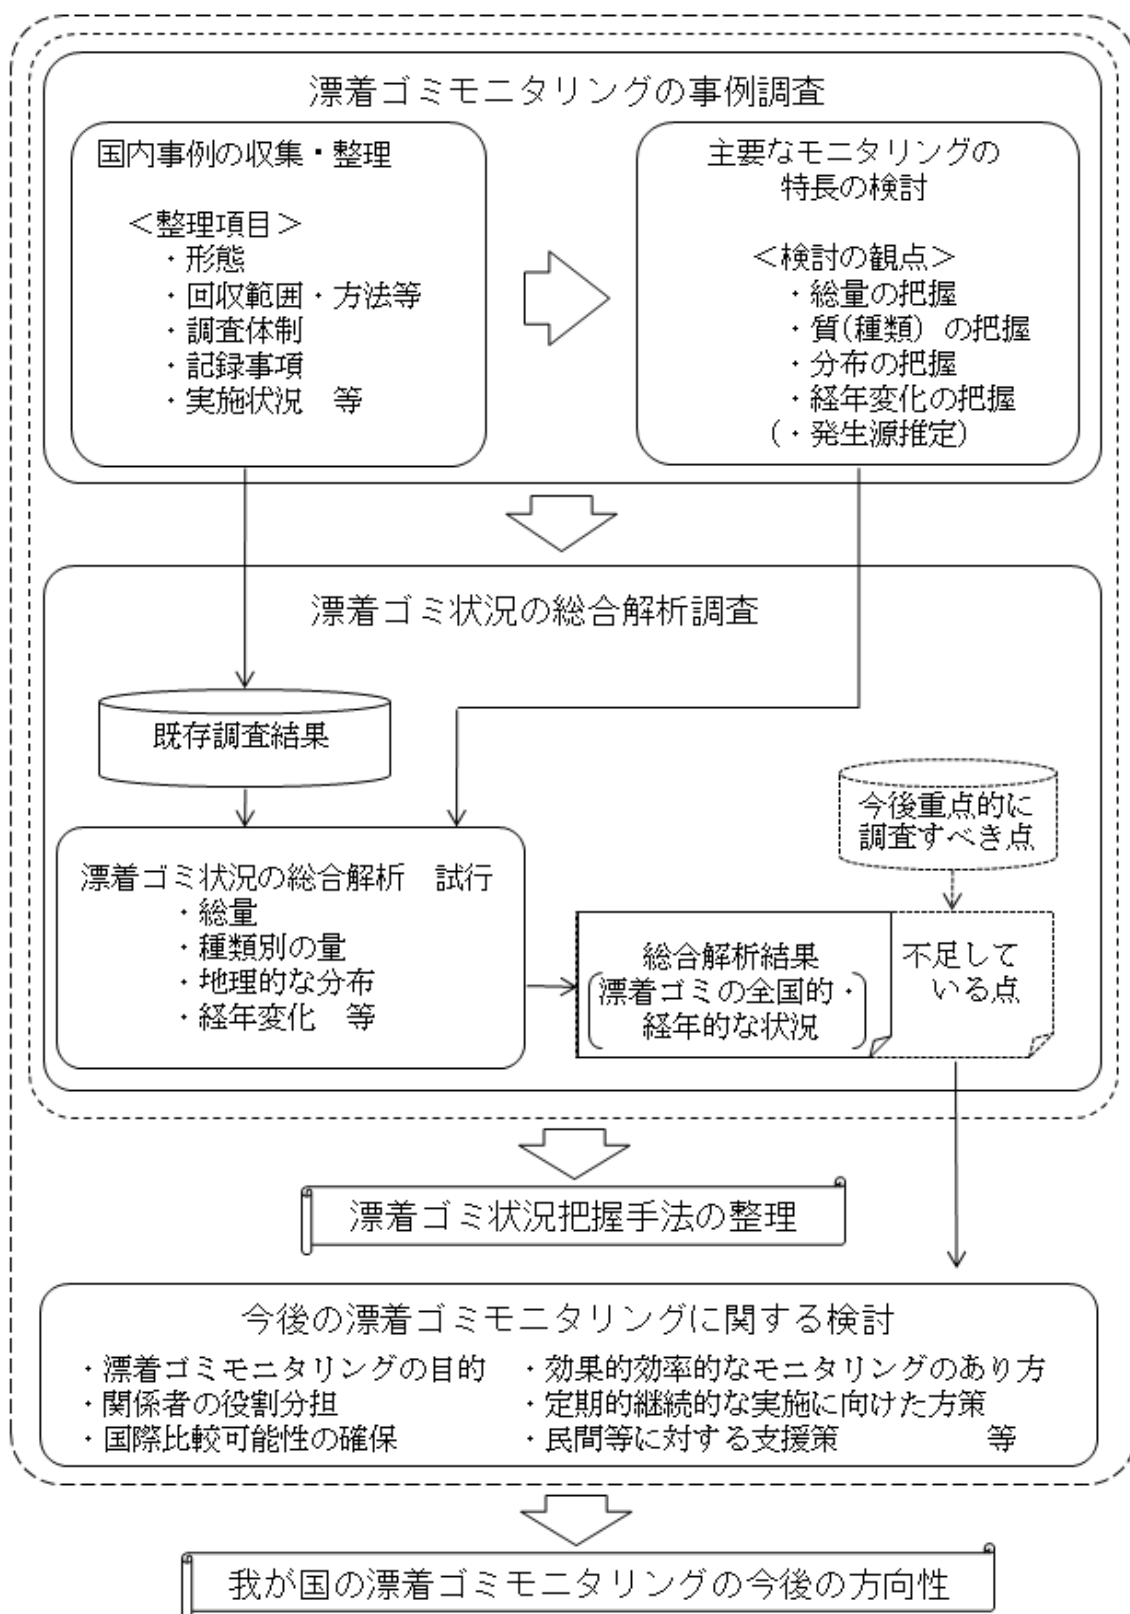 漂着ゴミモニタリングの事例調査
国内事例の収集・整理
＜整理項目＞
・形態
・回収範囲・方法等
・調査体制
・記録事項
・実施状況　等
主要なモニタリングの
特長の検討
＜検討の観点＞
・総量の把握
・質(種類）の把握
・分布の把握
・経年変化の把握
（・発生源推定）
漂着ゴミ状況の総合解析調査
既存調査結果
今後重点的に
調査すべき点
漂着ゴミ状況の総合解析　試行
・総量
・種類別の量
・地理的な分布
・経年変化　等
総合解析結果
漂着ゴミの全国的・
経年的な状況
不足して
いる点
漂着ゴミ状況把握手法の整理
今後の漂着ゴミモニタリングに関する検討
・漂着ゴミモニタリングの目的
・関係者の役割分担
・国際比較可能性の確保
・効果的効率的なモニタリングのあり方
・定期的継続的な実施に向けた方策
・民間等に対する支援策　　　　　等
我が国の漂着ゴミモニタリングの今後の方向性